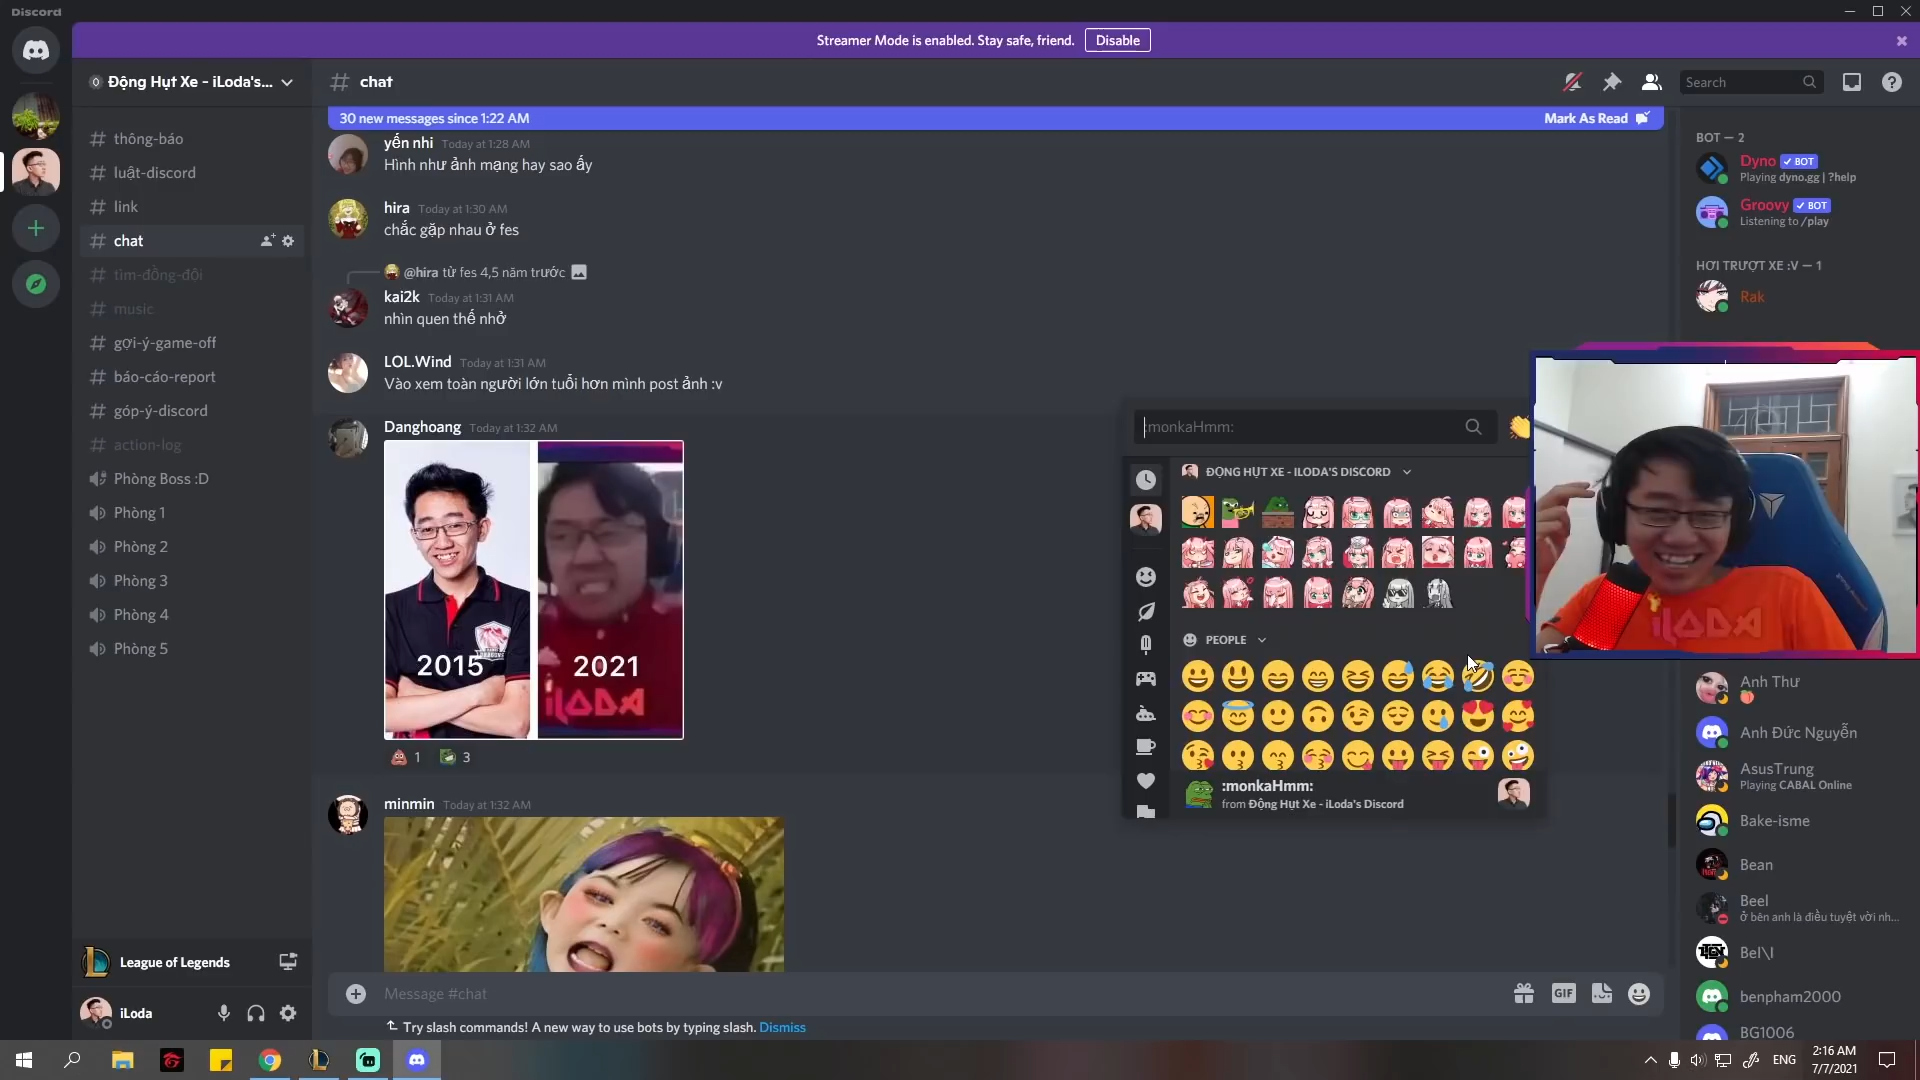 Discord
Streamer Mode is enabled. Stay safe, friend.
Disable
Động Hụt Xe - iLoda's...
chat
Search
thông-báo
luật-discord
link
chat
tìm-đồng-đội
music
gợi-ý-game-off
báo-cáo-report
góp-ý-discord
action-log
Phòng Boss :D
Phòng 1
Phòng 2
Phòng 3
Phòng 4
Phòng 5
League of Legends
iLoda
30 new messages since 1:22 AM
Mark As Read
yến nhi Today at 1:28 AM
Hình như ảnh mạng hay sao ấy
hira Today at 1:30 AM
chắc gặp nhau ở fes
@hira từ fes 4,5 năm trước
kai2k Today at 1:31 AM
nhìn quen thế nhở
LOL.Wind Today at 1:31 AM
Vào xem toàn người lớn tuổi hơn mình post ảnh :v
Danghoang Today at 1:32 AM
2015
2021
iLODA
1
3
minmin Today at 1:32 AM
Message #chat
GIF
Try slash commands! A new way to use bots by typing slash. Dismiss
:monkaHmm:
ĐỘNG HỤT XE - ILODA'S DISCORD
PEOPLE
:monkaHmm:
from Động Hụt Xe - iLoda's Discord
BOT — 2
Dyno BOT
Playing dyno.gg | ?help
Groovy BOT
Listening to /play
HƠI TRƯỢT XE :V — 1
Rak
iLODA
Anh Thư
Anh Đức Nguyễn
AsusTrung
Playing CABAL Online
Bake-isme
Bean
Beel
ở bên anh là điều tuyệt vời nh...
Bel\l
benpham2000
BG1006
ENG
2:16 AM
7/7/2021